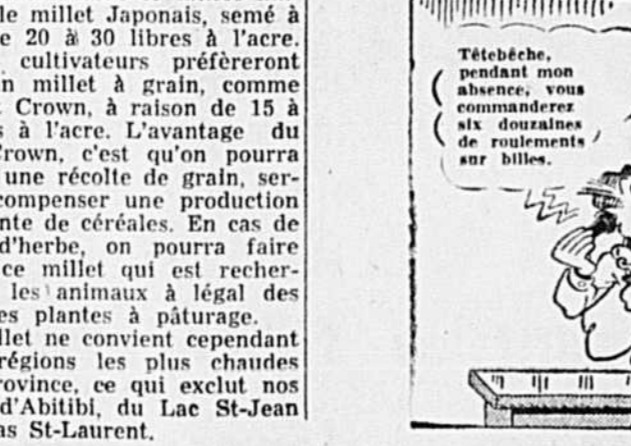 le millet Japonais, semé à
e 20 à 30 libres à l'acre.
cultivateurs préfèreront
n millet à grain, comme
Crown, à raison de 15 à
s à l'acre. L'avantage du
Crown, c'est qu'on pourra
une récolte de grain, ser-
compenser une production
nte de céréales. En cas de
d'herbe, on pourra faire
ce millet qui est recher-
les animaux à légal des
es plantes à pâturage.
llet ne convient cependant
régions les plus chaudes
rovince, ce qui exclut nos
d'Abitibi, du Lac St-Jean
as St-Laurent.
Têtebêche,
pendant mon
absence, vous
commanderez
six douzaines
de roulements
sur billes.